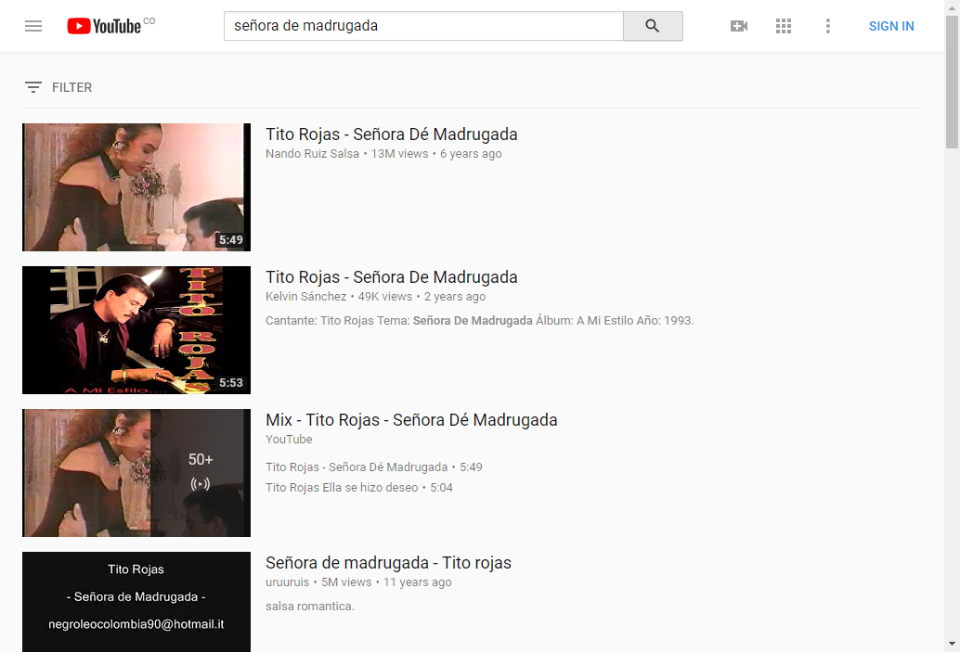 YouTube CO
señora de madrugada
SIGN IN
FILTER
5:49
Tito Rojas - Señora Dé Madrugada
Nando Ruiz Salsa • 13M views • 6 years ago
TITO ROJAS
A Mi Estilo...
5:53
Tito Rojas - Señora De Madrugada
Kelvin Sánchez • 49K views • 2 years ago
Cantante: Tito Rojas Tema: Señora De Madrugada Álbum: A Mi Estilo Año: 1993.
50+
Mix - Tito Rojas - Señora Dé Madrugada
YouTube
Tito Rojas - Señora Dé Madrugada • 5:49
Tito Rojas Ella se hizo deseo • 5:04
Tito Rojas
- Señora de Madrugada -
negroleocolombia90@hotmail.it
Señora de madrugada - Tito rojas
uruuruis • 5M views • 11 years ago
salsa romantica.